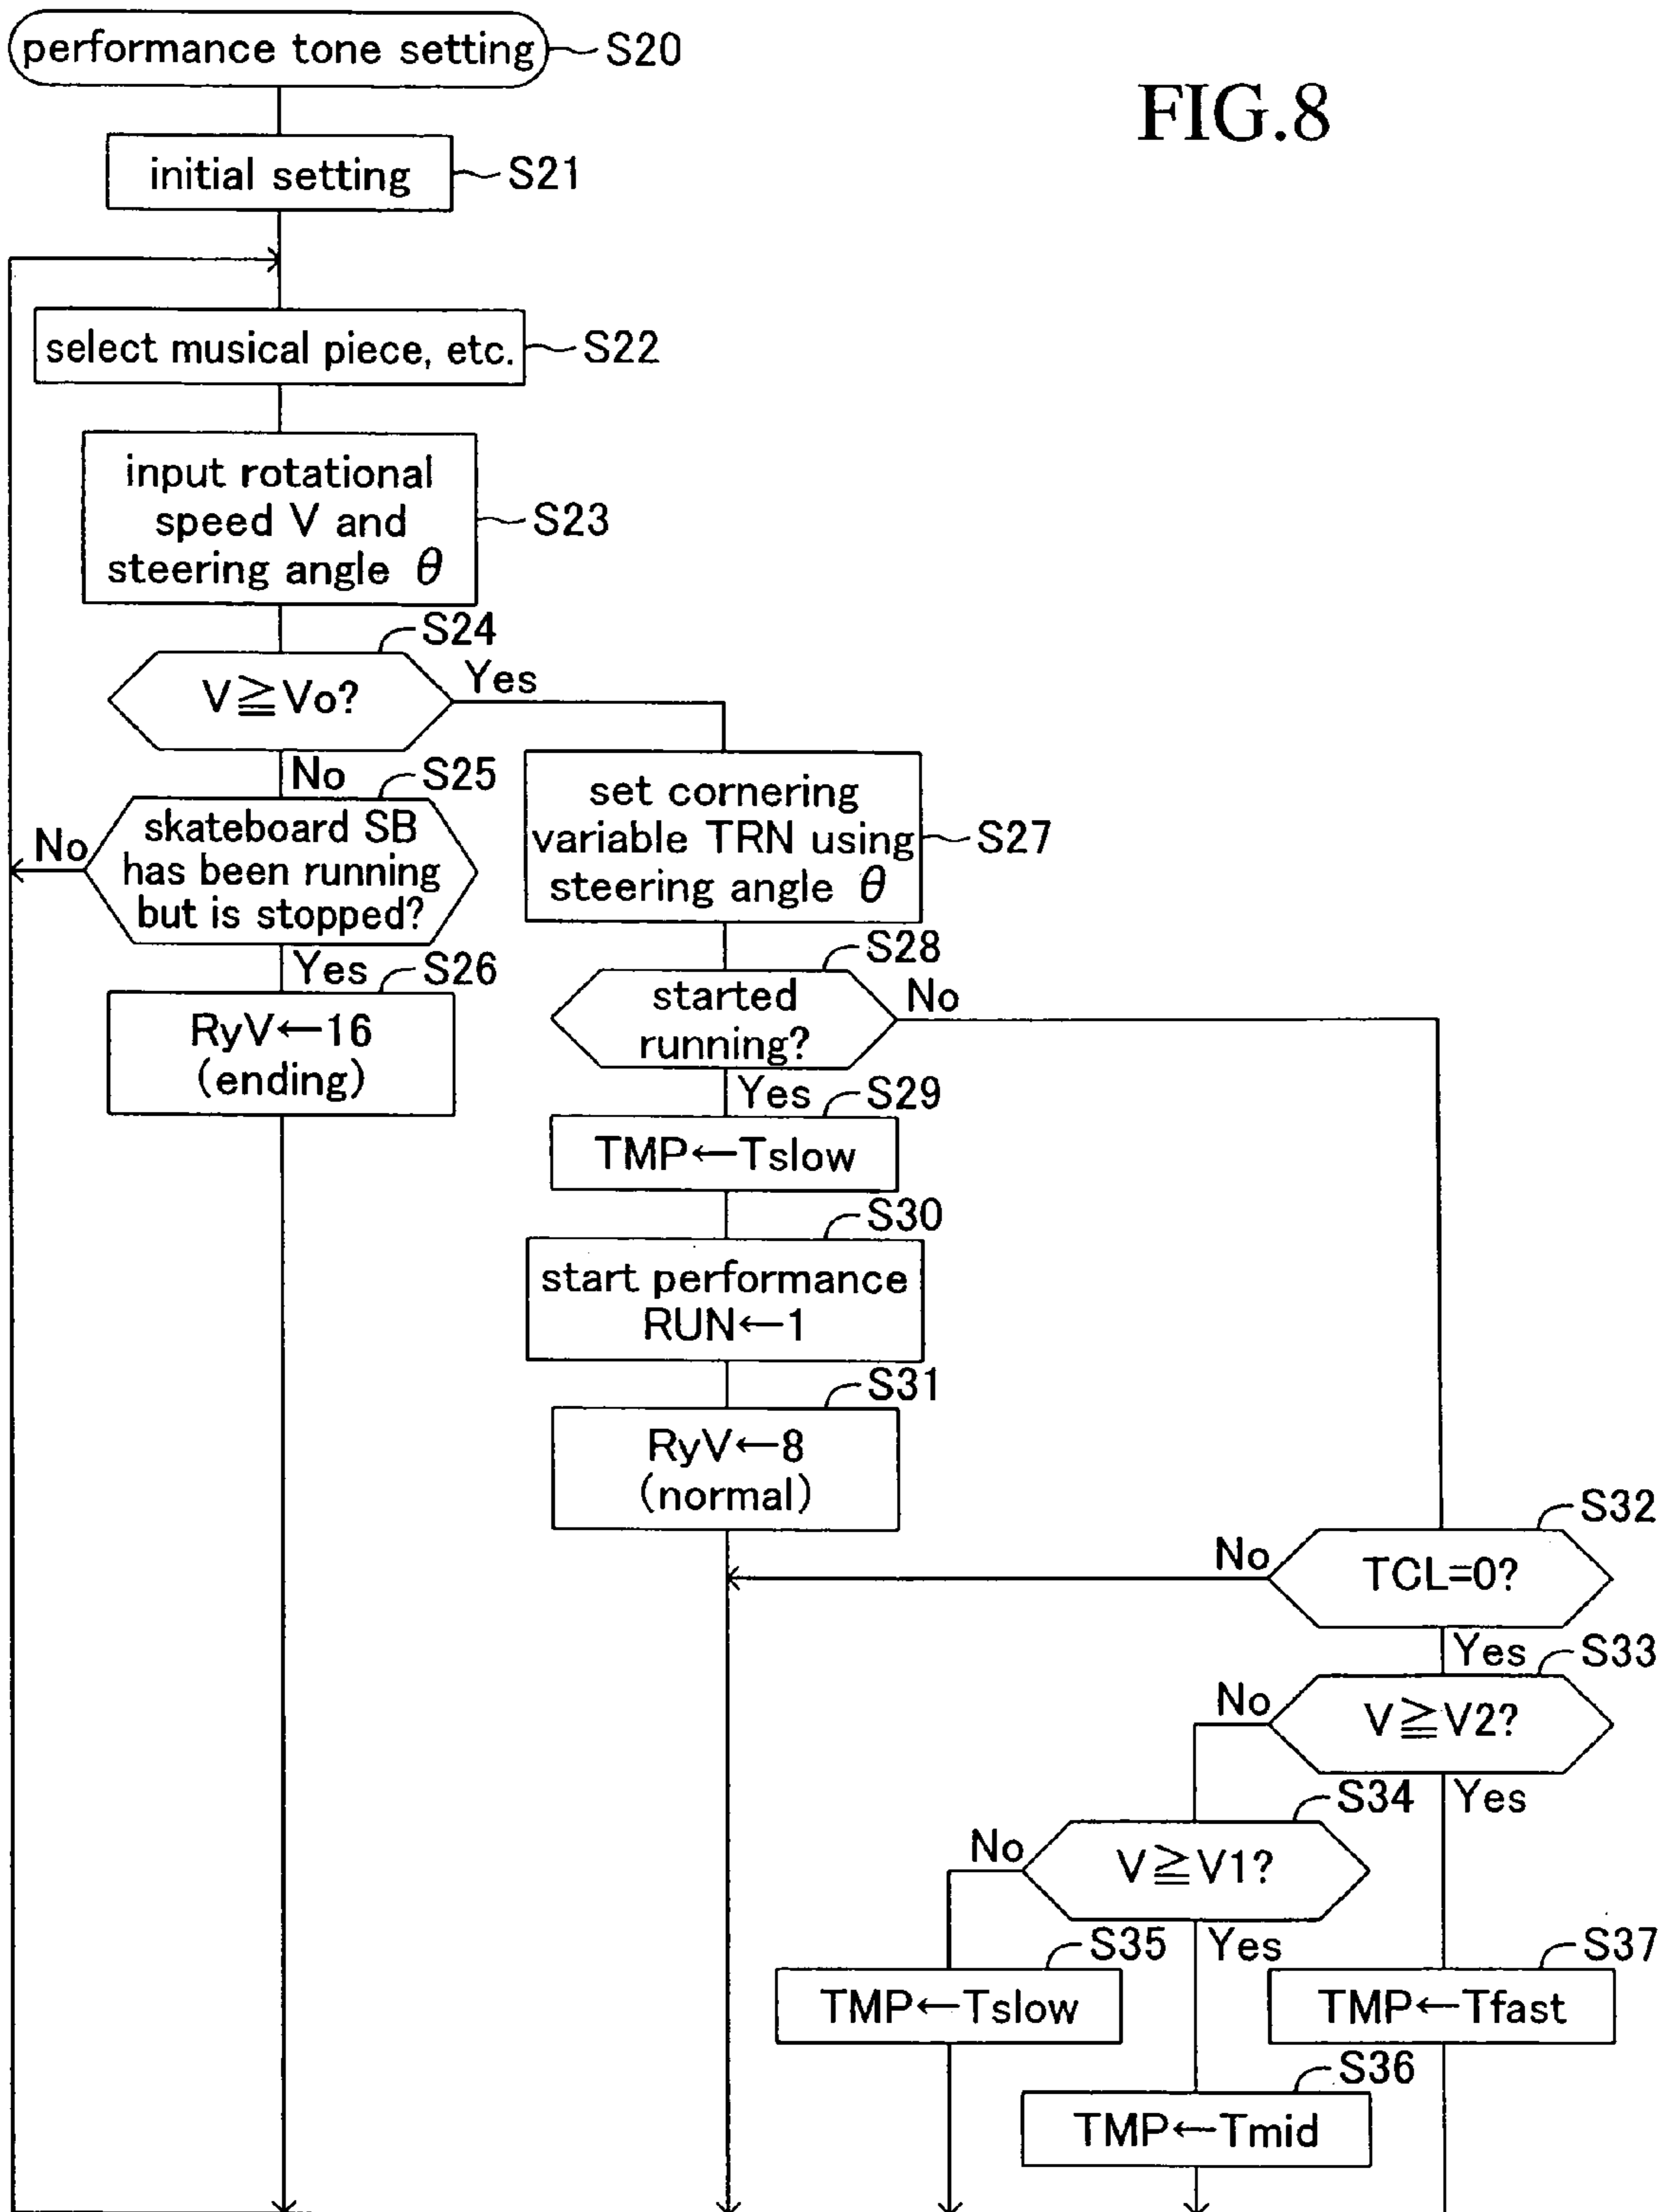 FIG.8
performance tone setting
S20
initial setting
S21
select musical piece, etc.
S22
input rotational
speed V and
steering angle θ
S23
S24
V≧Vo?
Yes
No
S25
skateboard SB
has been running
but is stopped?
No
Yes
S26
RyV←16
(ending)
set cornering
variable TRN using
steering angle θ
S27
S28
started
running?
No
Yes
S29
TMP←Tslow
S30
start performance
RUN←1
S31
RyV←8
(normal)
S32
TCL=0?
No
Yes
S33
V≧V2?
No
Yes
S34
V≧V1?
No
Yes
S35
TMP←Tslow
S36
TMP←Tmid
S37
TMP←Tfast